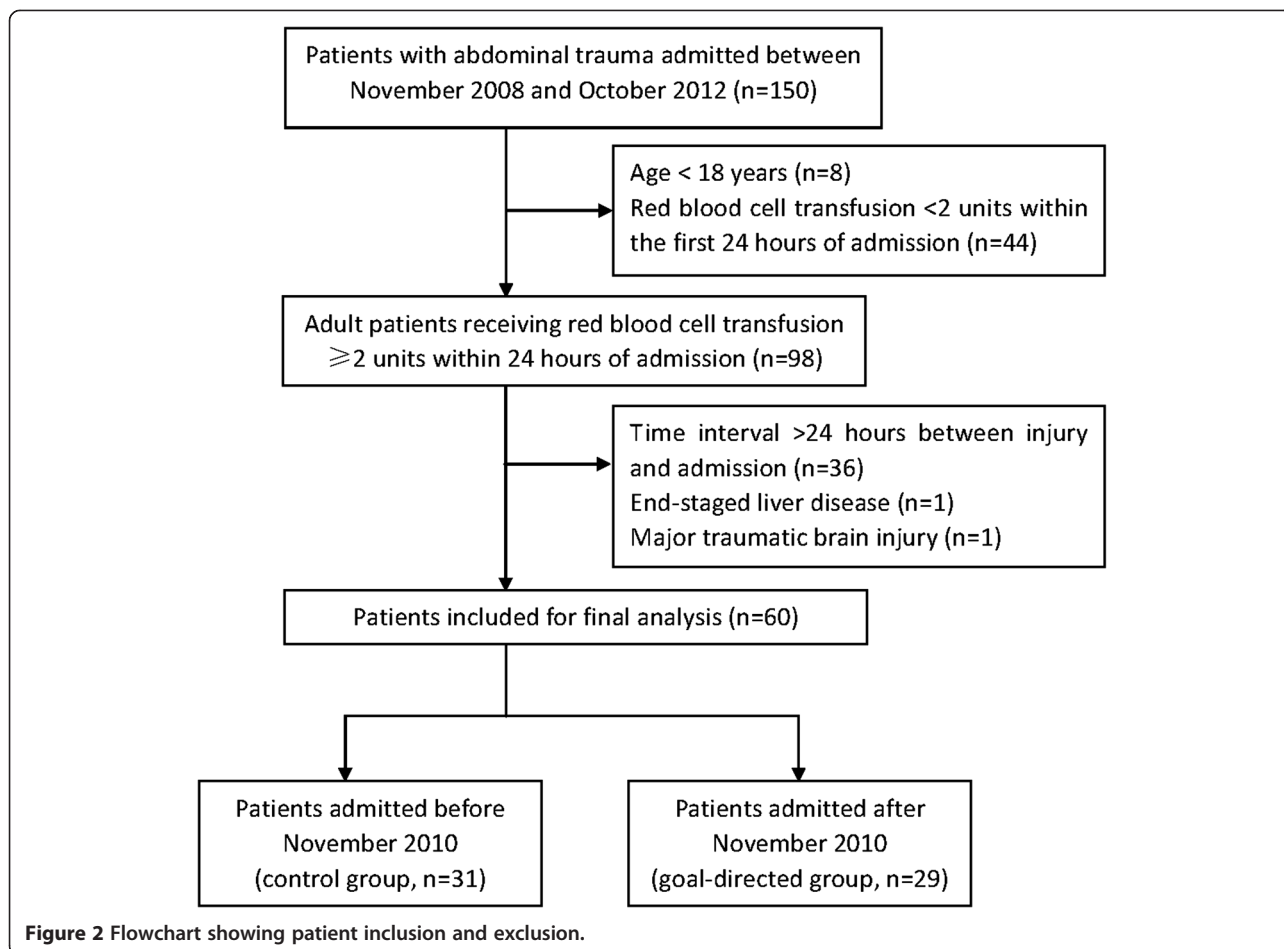 Patients with abdominal trauma admitted between
November 2008 and October 2012 (n=150)
Age < 18 years (n=8)
Red blood cell transfusion <2 units within
the first 24 hours of admission (n=44)
Adult patients receiving red blood cell transfusion
⩾2 units within 24 hours of admission (n=98)
Time interval >24 hours between injury
and admission (n=36)
End-staged liver disease (n=1)
Major traumatic brain injury (n=1)
Patients included for final analysis (n=60)
Patients admitted before
November 2010
(control group, n=31)
Patients admitted after
November 2010
(goal-directed group, n=29)
Figure 2 Flowchart showing patient inclusion and exclusion.